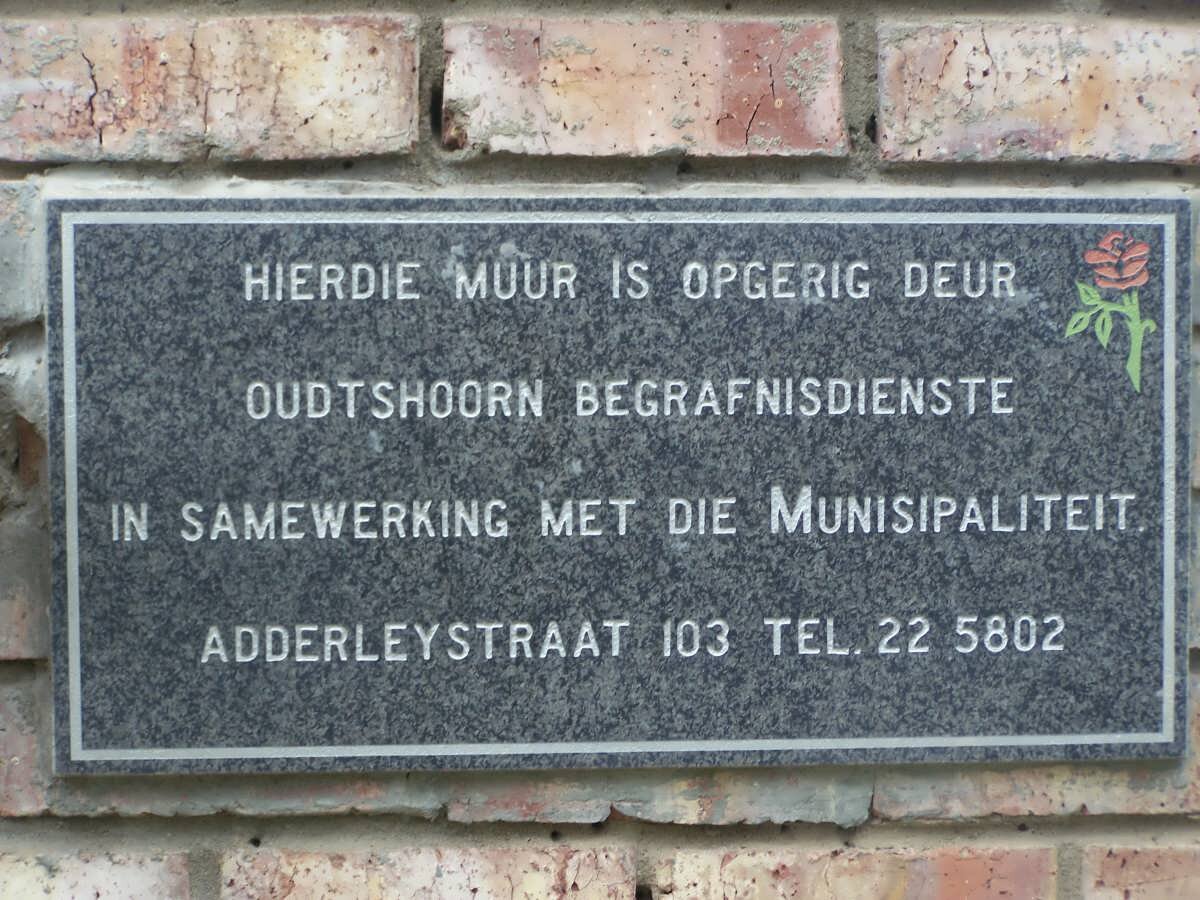 HIERDIE MUUR IS OPGERIG DEUR
OUDTSHOORN BEGRAFNISDIENSTE
IN SAMEWERKING MET DIE MUNISIPALITEIT.
ADDERLEYSTRAAT 103 TEL. 22 5802